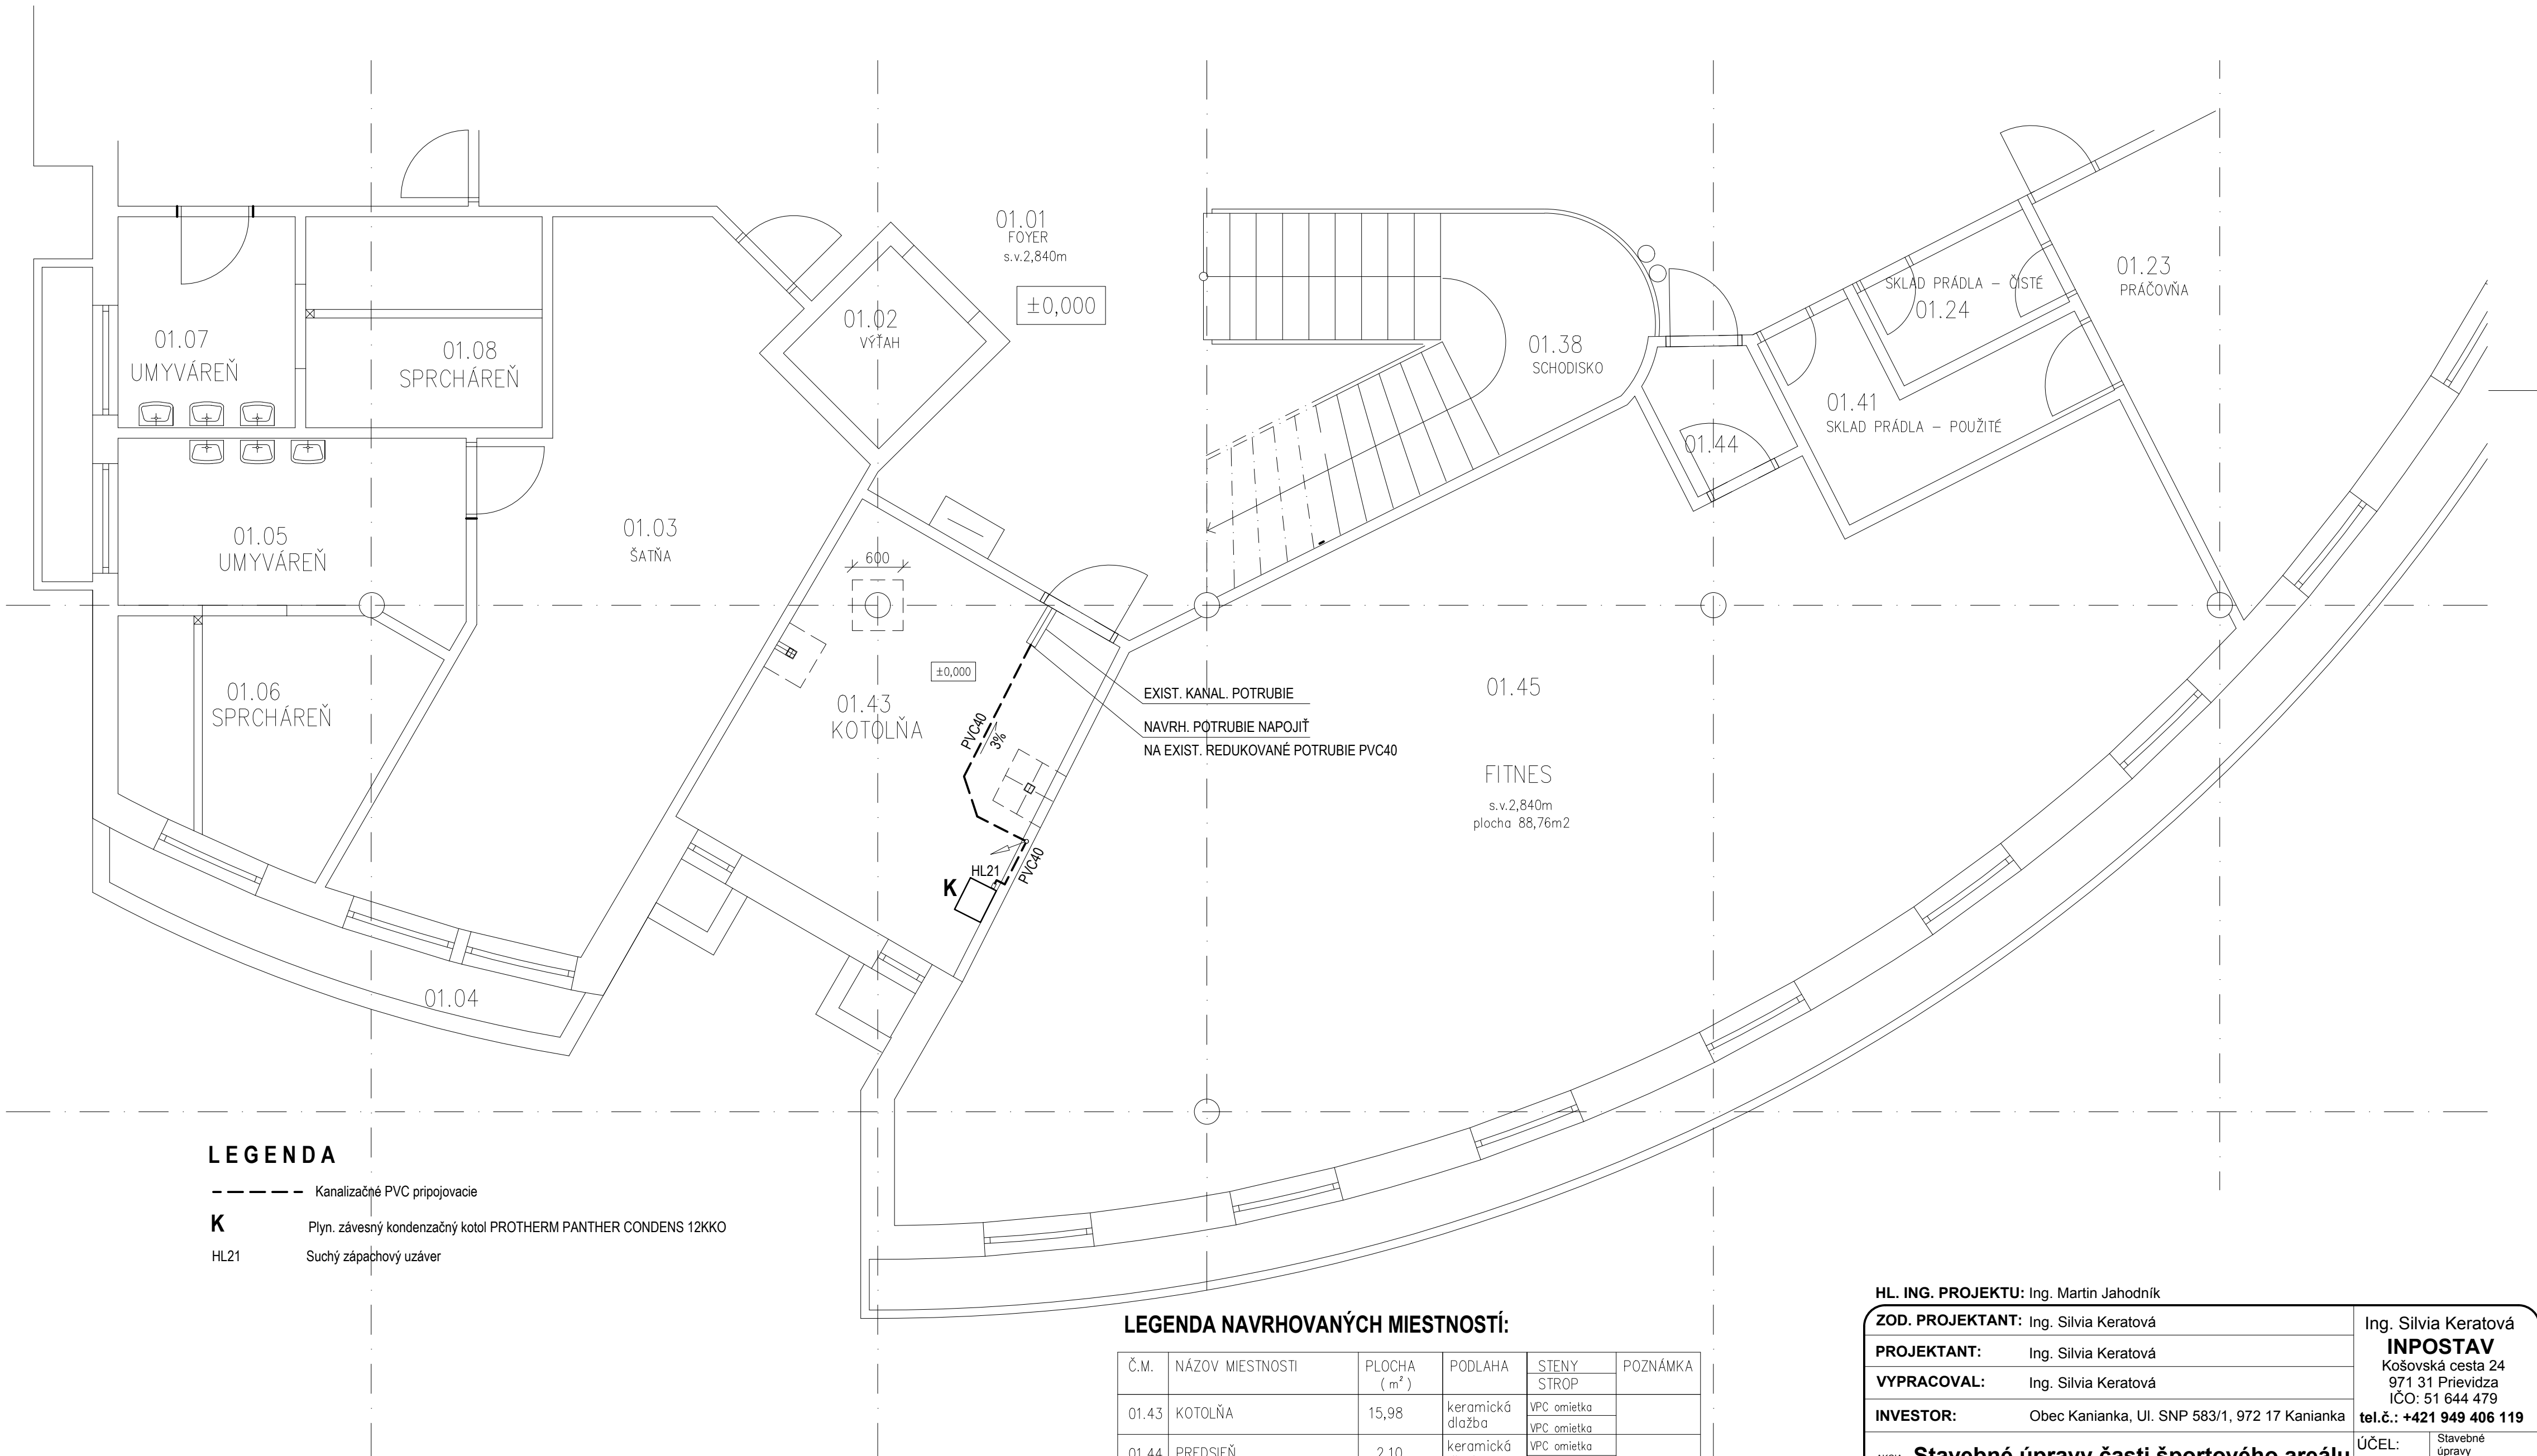 01.01
FOYER
s.v.2,840m
±0,000
01.02
VÝŤAH
01.07
UMYVÁREŇ
01.08
SPRCHÁREŇ
01.05
UMYVÁREŇ
01.03
ŠATŇA
01.06
SPRCHÁREŇ
01.04
600
±0,000
01.43
KOTOLŇA
PVC40
3%
HL21
K
PVC40
EXIST. KANAL. POTRUBIE
NAVRH. POTRUBIE NAPOJIŤ
NA EXIST. REDUKOVANÉ POTRUBIE PVC40
01.38
SCHODISKO
01.44
01.41
SKLAD PRÁDLA – POUŽITÉ
SKLAD PRÁDLA – ČISTÉ
01.24
01.23
PRÁČOVŇA
01.45
FITNES
s.v.2,840m
plocha 88,76m2
LEGENDA
Kanalizačné PVC pripojovacie
K Plyn. závesný kondenzačný kotol PROTHERM PANTHER CONDENS 12KKO
HL21 Suchý zápachový uzáver
LEGENDA NAVRHOVANÝCH MIESTNOSTÍ:
Č.M. NÁZOV MIESTNOSTI PLOCHA (m²) PODLAHA STENY STROP POZNÁMKA
01.43 KOTOLŇA 15,98 keramická dlažba VPC omietka VPC omietka
01.44 PREDSIEŇ 2,10 keramická VPC omietka
HL. ING. PROJEKTU: Ing. Martin Jahodník
ZOD. PROJEKTANT: Ing. Silvia Keratová
PROJEKTANT: Ing. Silvia Keratová
VYPRACOVAL: Ing. Silvia Keratová
INVESTOR: Obec Kanianka, Ul. SNP 583/1, 972 17 Kanianka
Ing. Silvia Keratová
INPOSTAV
Košovská cesta 24
971 31 Prievidza
IČO: 51 644 479
tel.č.: +421 949 406 119
Stavebné úpravy časti športového areálu
ÚČEL: Stavebné úpravy